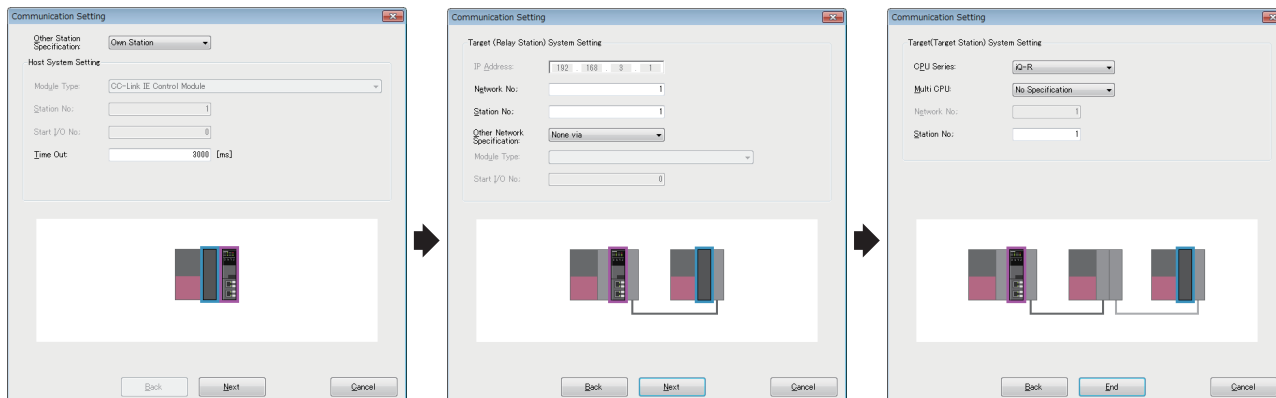 Communication Setting
Other Station Specification: Own Station
Host System Setting
Module Type: CC-Link IE Control Module
Station No.: 1
Start I/O No.: 0
Time Out: 3000 [ms]
Back Next Cancel
Communication Setting
Target (Relay Station) System Setting
IP Address: 192 . 168 . 3 . 1
Network No.: 1
Station No.: 1
Other Network Specification: None via
Module Type:
Start I/O No.: 0
Back Next Cancel
Communication Setting
Target(Target Station) System Setting
CPU Series: iQ-R
Multi CPU: No Specification
Network No.: 1
Station No.: 1
Back End Cancel